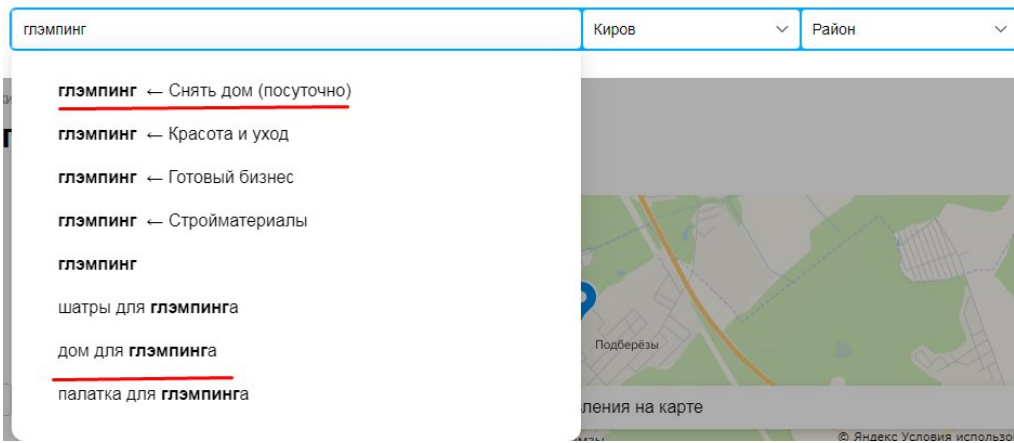 глэмпинг
Киров
Район
глэмпинг ← Снять дом (посуточно)
глэмпинг ← Красота и уход
глэмпинг ← Готовый бизнес
глэмпинг ← Стройматериалы
глэмпинг
шатры для глэмпинга
дом для глэмпинга
палатка для глэмпинга
Подберёзы
ления на карте
© Яндекс Условия использо